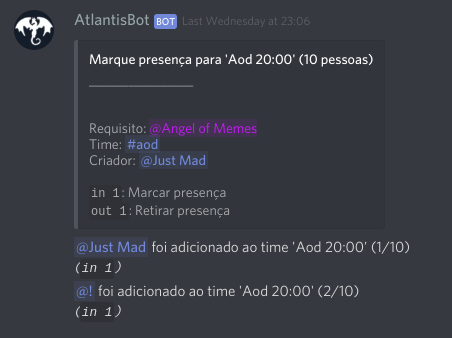 AtlantisBot BOT Last Wednesday at 23:06
Marque presença para 'Aod 20:00' (10 pessoas)
Requisito: @Angel of Memes
Time: #aod
Criador: @Just Mad
in 1: Marcar presença
out 1: Retirar presença
@Just Mad foi adicionado ao time 'Aod 20:00' (1/10)
(in 1)
@! foi adicionado ao time 'Aod 20:00' (2/10)
(in 1)